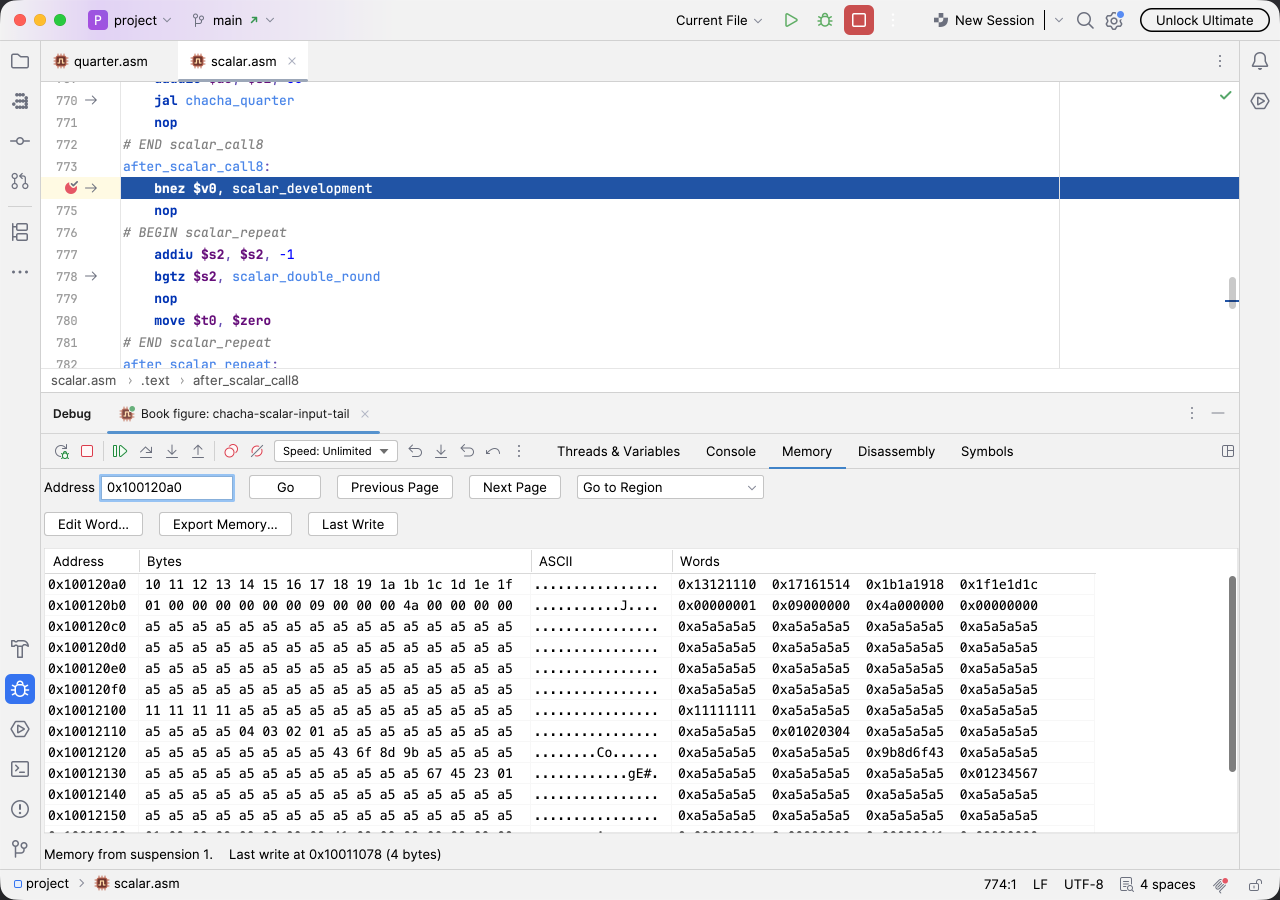 P project main Current File New Session Unlock Ultimate
quarter.asm scalar.asm
770 jal chacha_quarter
771 nop
772 # END scalar_call8
773 after_scalar_call8:
bnez $v0, scalar_development
775 nop
776 # BEGIN scalar_repeat
777 addiu $s2, $s2, -1
778 bgtz $s2, scalar_double_round
779 nop
780 move $t0, $zero
781 # END scalar_repeat
782 after_scalar_repeat:
scalar.asm › .text › after_scalar_call8
Debug Book figure: chacha-scalar-input-tail
Speed: Unlimited Threads & Variables Console Memory Disassembly Symbols
Address 0x100120a0 Go Previous Page Next Page Go to Region
Edit Word... Export Memory... Last Write
Address Bytes ASCII Words
0x100120a0 10 11 12 13 14 15 16 17 18 19 1a 1b 1c 1d 1e 1f ................ 0x13121110 0x17161514 0x1b1a1918 0x1f1e1d1c
0x100120b0 01 00 00 00 00 00 00 09 00 00 00 4a 00 00 00 00 ...........J.... 0x00000001 0x09000000 0x4a000000 0x00000000
0x100120c0 a5 a5 a5 a5 a5 a5 a5 a5 a5 a5 a5 a5 a5 a5 a5 a5 ................ 0xa5a5a5a5 0xa5a5a5a5 0xa5a5a5a5 0xa5a5a5a5
0x100120d0 a5 a5 a5 a5 a5 a5 a5 a5 a5 a5 a5 a5 a5 a5 a5 a5 ................ 0xa5a5a5a5 0xa5a5a5a5 0xa5a5a5a5 0xa5a5a5a5
0x100120e0 a5 a5 a5 a5 a5 a5 a5 a5 a5 a5 a5 a5 a5 a5 a5 a5 ................ 0xa5a5a5a5 0xa5a5a5a5 0xa5a5a5a5 0xa5a5a5a5
0x100120f0 a5 a5 a5 a5 a5 a5 a5 a5 a5 a5 a5 a5 a5 a5 a5 a5 ................ 0xa5a5a5a5 0xa5a5a5a5 0xa5a5a5a5 0xa5a5a5a5
0x10012100 11 11 11 11 a5 a5 a5 a5 a5 a5 a5 a5 a5 a5 a5 a5 ................ 0x11111111 0xa5a5a5a5 0xa5a5a5a5 0xa5a5a5a5
0x10012110 a5 a5 a5 a5 04 03 02 01 a5 a5 a5 a5 a5 a5 a5 a5 ................ 0xa5a5a5a5 0x01020304 0xa5a5a5a5 0xa5a5a5a5
0x10012120 a5 a5 a5 a5 a5 a5 a5 a5 43 6f 8d 9b a5 a5 a5 a5 ........Co...... 0xa5a5a5a5 0xa5a5a5a5 0x9b8d6f43 0xa5a5a5a5
0x10012130 a5 a5 a5 a5 a5 a5 a5 a5 a5 a5 a5 a5 67 45 23 01 ............gE#. 0xa5a5a5a5 0xa5a5a5a5 0xa5a5a5a5 0x01234567
0x10012140 a5 a5 a5 a5 a5 a5 a5 a5 a5 a5 a5 a5 a5 a5 a5 a5 ................ 0xa5a5a5a5 0xa5a5a5a5 0xa5a5a5a5 0xa5a5a5a5
0x10012150 a5 a5 a5 a5 a5 a5 a5 a5 a5 a5 a5 a5 a5 a5 a5 a5 ................ 0xa5a5a5a5 0xa5a5a5a5 0xa5a5a5a5 0xa5a5a5a5
Memory from suspension 1. Last write at 0x10011078 (4 bytes)
project › scalar.asm 774:1 LF UTF-8 4 spaces